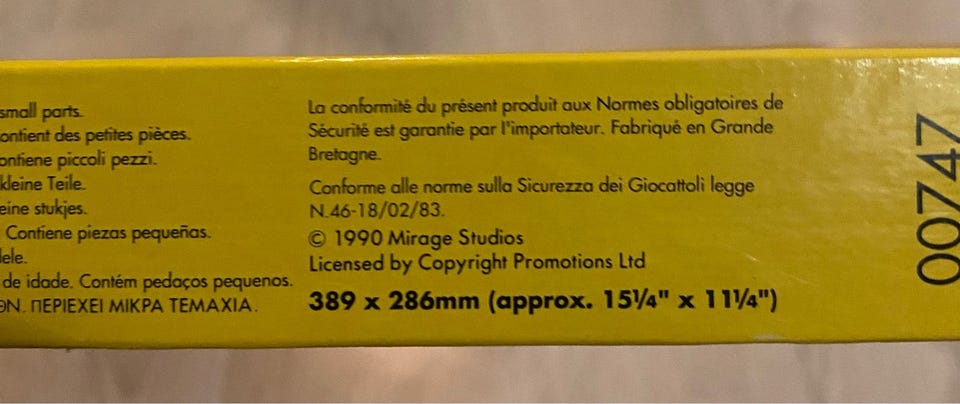 small parts.
ontient des petites pièces.
ontiene piccoli pezzi.
kleine Teile.
eine stukjes.
. Contiene piezas pequeñas.
lele.
de idade. Contém pedaços pequenos.
ΘN. ΠΕΡΙΕΧΕΙ ΜΙΚΡΑ ΤΕΜΑΧΙΑ.
La conformité du présent produit aux Normes obligatoires de
Sécurité est garantie par l'importateur. Fabriqué en Grande
Bretagne.
Conforme alle norme sulla Sicurezza dei Giocattoli legge
N.46-18/02/83.
© 1990 Mirage Studios
Licensed by Copyright Promotions Ltd
389 x 286mm (approx. 15¼" x 11¼")
00747